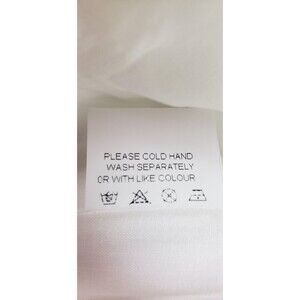 PLEASE COLD HAND
WASH SEPARATELY
OR WITH LIKE COLOUR